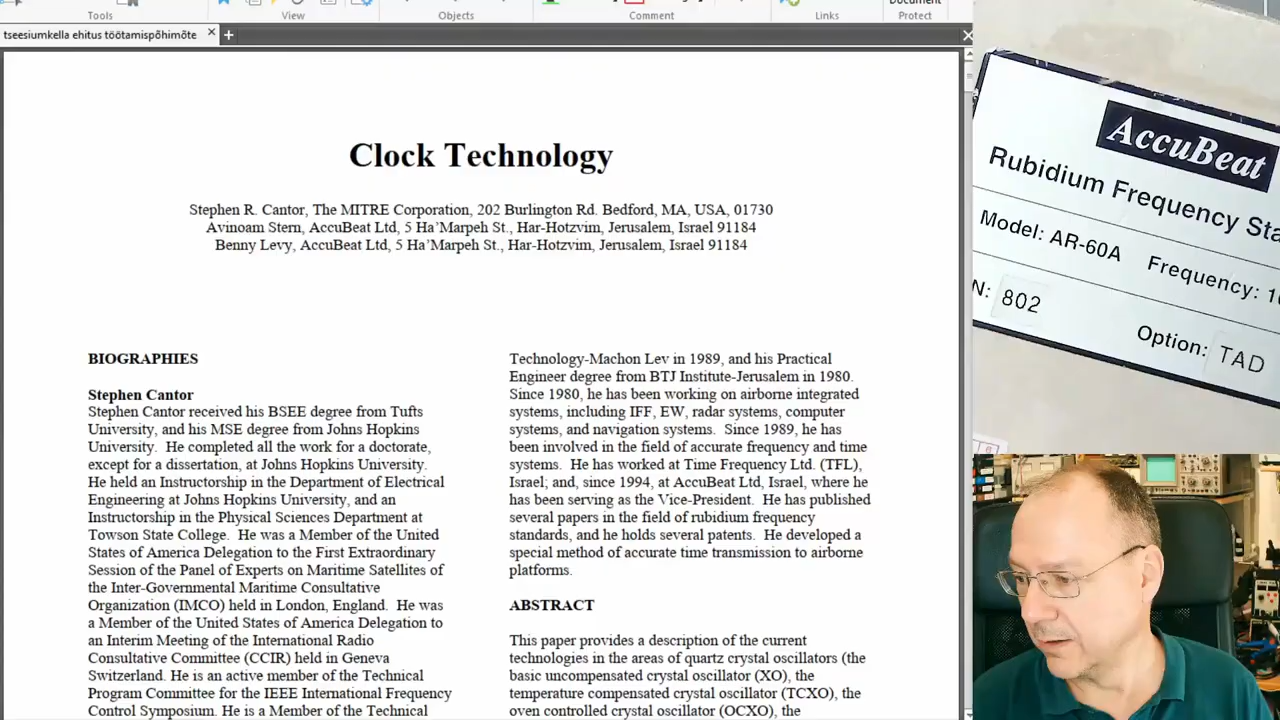 Tools
View
Objects
Comment
Links
Protect
tseesiumkella ehitus töötamispõhimõte
Clock Technology
Stephen R. Cantor, The MITRE Corporation, 202 Burlington Rd. Bedford, MA, USA, 01730
Avinoam Stern, AccuBeat Ltd, 5 Ha’Marpeh St., Har-Hotzvim, Jerusalem, Israel 91184
Benny Levy, AccuBeat Ltd, 5 Ha’Marpeh St., Har-Hotzvim, Jerusalem, Israel 91184
BIOGRAPHIES
Stephen Cantor
Stephen Cantor received his BSEE degree from Tufts
University, and his MSE degree from Johns Hopkins
University. He completed all the work for a doctorate,
except for a dissertation, at Johns Hopkins University.
He held an Instructorship in the Department of Electrical
Engineering at Johns Hopkins University, and an
Instructorship in the Physical Sciences Department at
Towson State College. He was a Member of the United
States of America Delegation to the First Extraordinary
Session of the Panel of Experts on Maritime Satellites of
the Inter-Governmental Maritime Consultative
Organization (IMCO) held in London, England. He was
a Member of the United States of America Delegation to
an Interim Meeting of the International Radio
Consultative Committee (CCIR) held in Geneva
Switzerland. He is an active member of the Technical
Program Committee for the IEEE International Frequency
Control Symposium. He is a Member of the Technical
Technology-Machon Lev in 1989, and his Practical
Engineer degree from BTJ Institute-Jerusalem in 1980.
Since 1980, he has been working on airborne integrated
systems, including IFF, EW, radar systems, computer
systems, and navigation systems. Since 1989, he has
been involved in the field of accurate frequency and time
systems. He has worked at Time Frequency Ltd. (TFL),
Israel; and, since 1994, at AccuBeat Ltd, Israel, where he
has been serving as the Vice-President. He has published
several papers in the field of rubidium frequency
standards, and he holds several patents. He developed a
special method of accurate time transmission to airborne
platforms.
ABSTRACT
This paper provides a description of the current
technologies in the areas of quartz crystal oscillators (the
basic uncompensated crystal oscillator (XO), the
temperature compensated crystal oscillator (TCXO), the
oven controlled crystal oscillator (OCXO), the
AccuBeat
Rubidium Frequency Sta
Model: AR-60A Frequency: 1
N: 802
Option: TAD